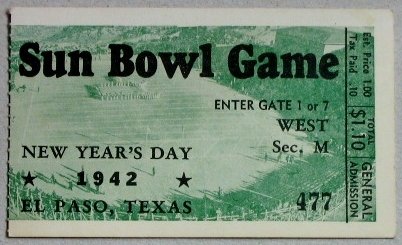 Sun Bowl Game
ENTER GATE 1 or 7
WEST
Sec. M
NEW YEAR'S DAY
★ 1942 ★
EL PASO, TEXAS
477
Est. Price 1.00
Tax Paid .10
TOTAL
$1.10
GENERAL
ADMISSION